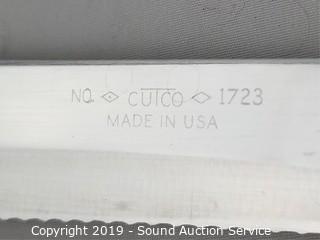 NO. CUTCO 1723
MADE IN USA
Copyright 2019 - Sound Auction Service